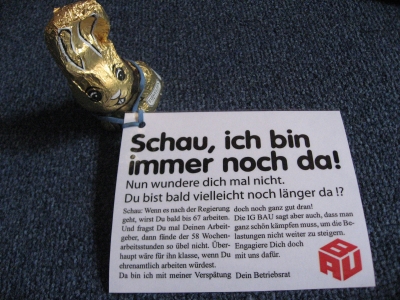 Schau, ich bin
immer noch da!
Nun wundere dich mal nicht.
Du bist bald vielleicht noch länger da !?
Schau: Wenn es nach der Regierung
geht, wirst Du bald bis 67 arbeiten.
Und fragst Du mal Deinen Arbeit-
geber, dann fände der 58 Wochen-
arbeitsstunden so übel nicht. Über-
haupt wäre für ihn klasse, wenn Du
ehrenamtlich arbeiten würdest.
Da bin ich mit meiner Verspätung
doch noch ganz gut dran!
Die IG BAU sagt aber auch, dass man
ganz schön kämpfen muss, um die Be-
lastungen nicht weiter zu steigern.
Engagiere Dich doch
mit uns dafür.
Dein Betriebsrat
BAU